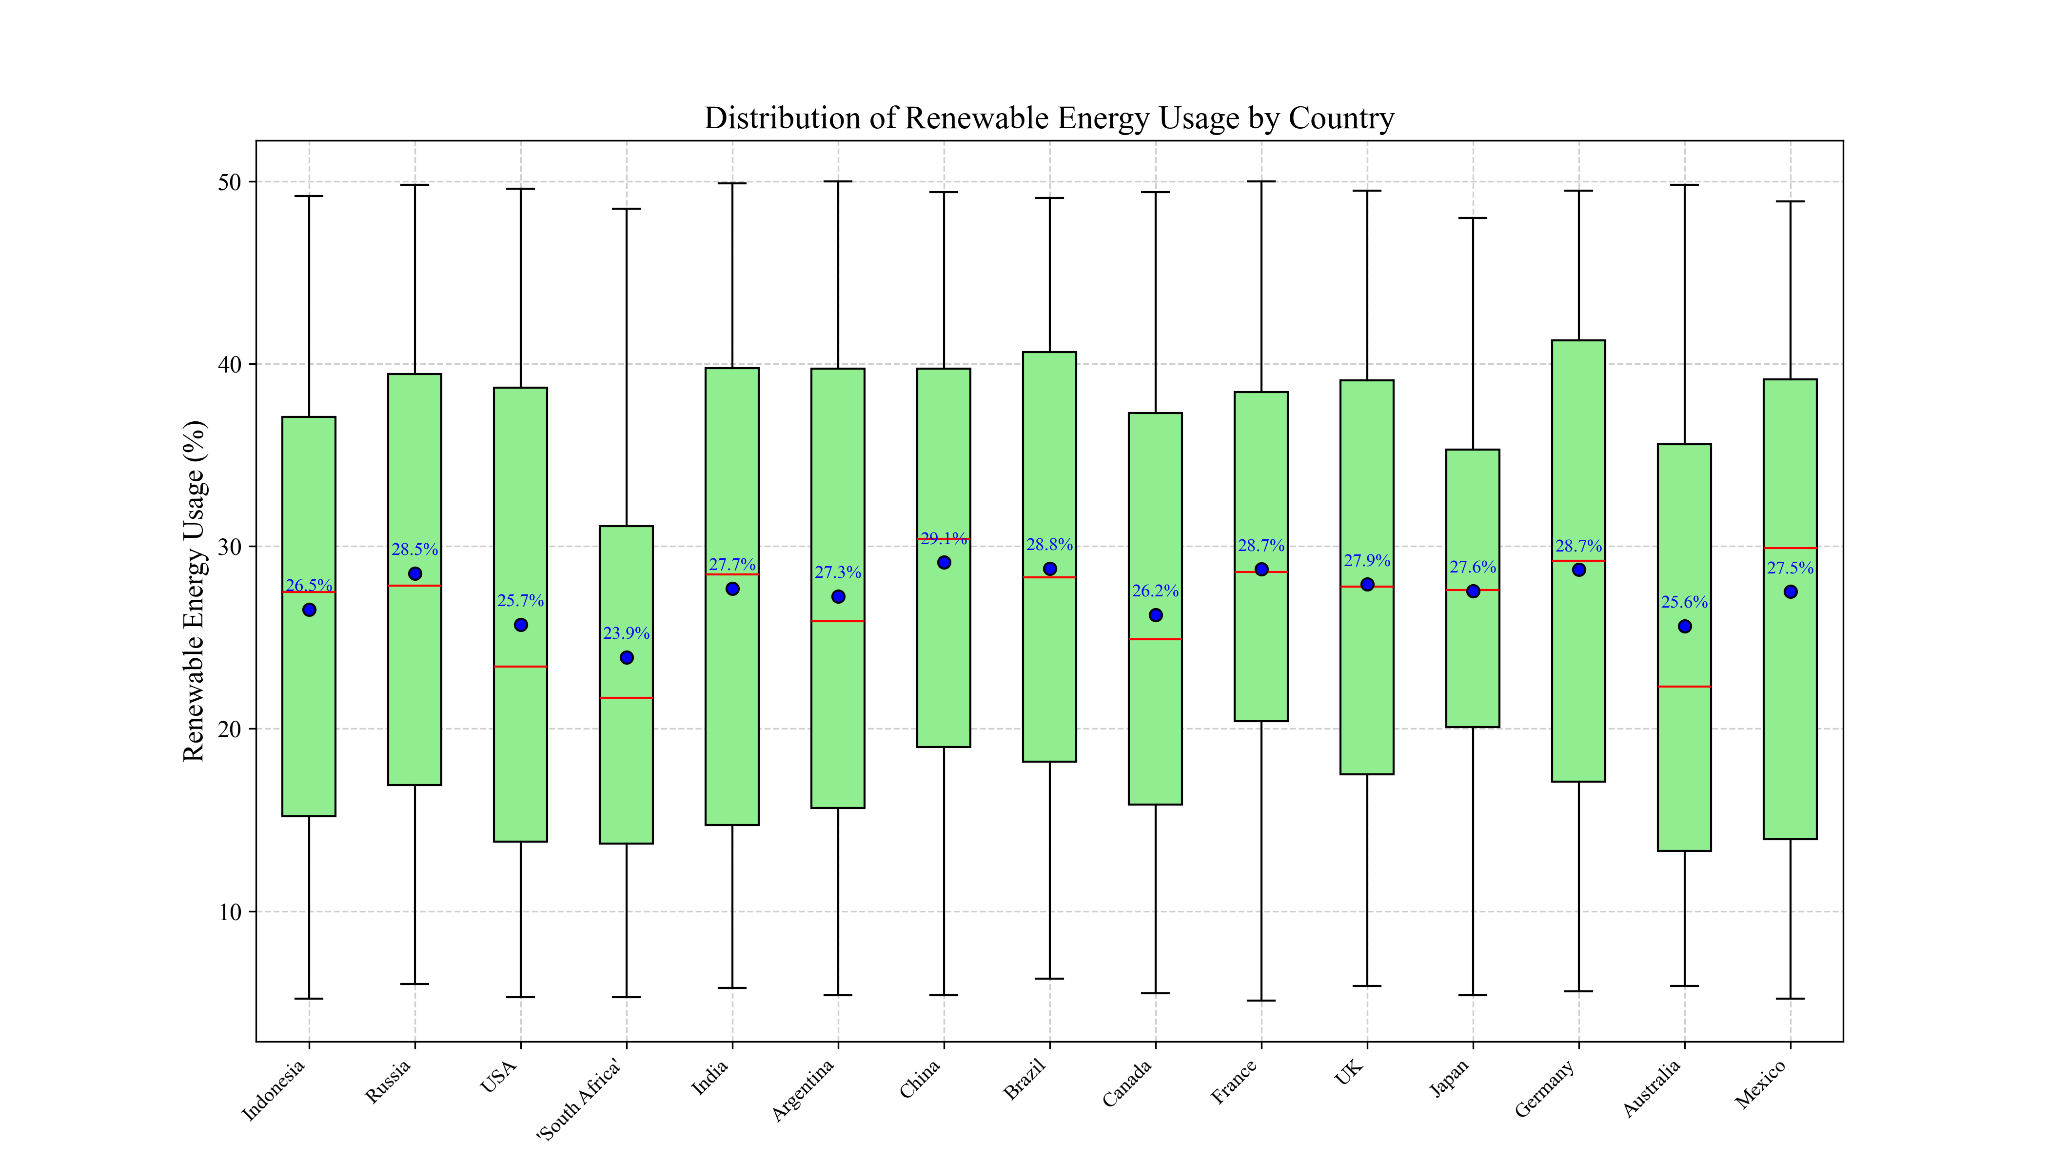 Distribution of Renewable Energy Usage by Country
Renewable Energy Usage (%)
50
40
30
20
10
26.5%
28.5%
25.7%
23.9%
27.7%
27.3%
29.1%
28.8%
26.2%
28.7%
27.9%
27.6%
28.7%
25.6%
27.5%
Indonesia
Russia
USA
'South Africa'
India
Argentina
China
Brazil
Canada
France
UK
Japan
Germany
Australia
Mexico